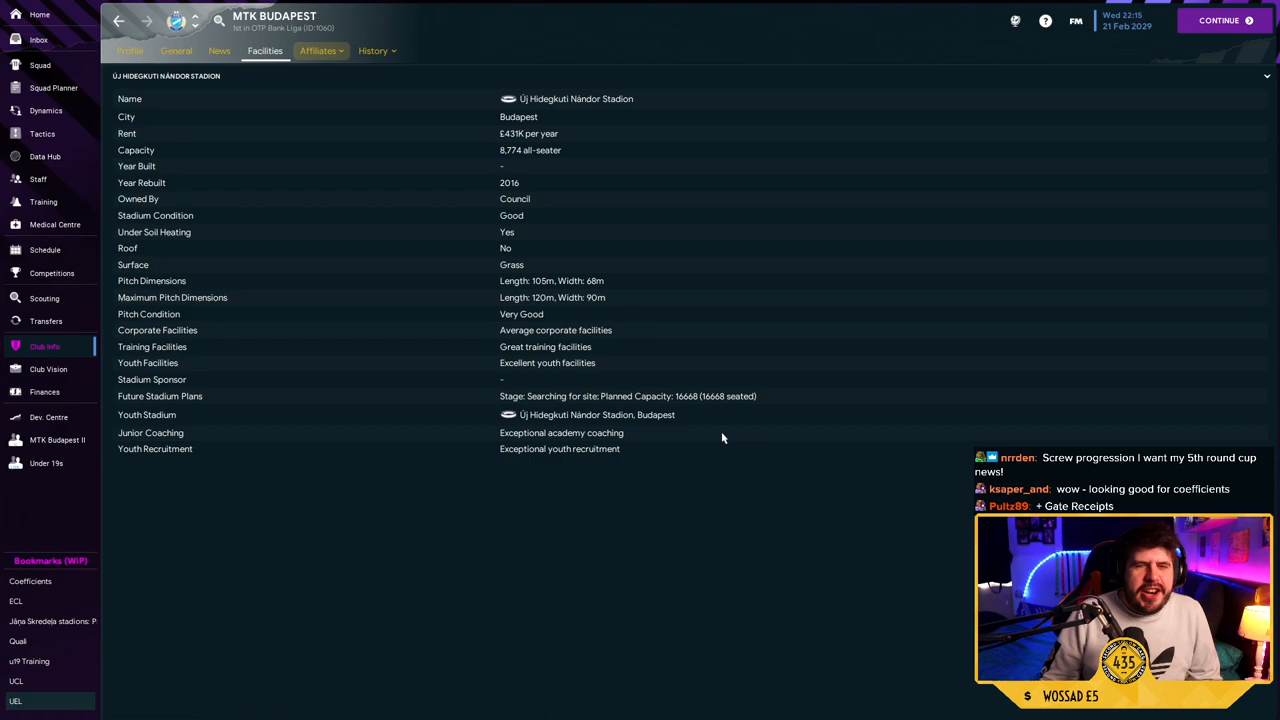 Home
Inbox
Squad
Squad Planner
Dynamics
Tactics
Data Hub
Staff
Training
Medical Centre
Schedule
Competitions
Scouting
Transfers
Club Info
Club Vision
Finances
Dev. Centre
MTK Budapest II
Under 19s
Bookmarks (WiP)
Coefficients
ECL
Jāņa Skredeļa stadions: P
Quali
u19 Training
UCL
UEL
MTK BUDAPEST
1st in OTP Bank Liga (ID:1060)
FM
Wed 22:15
21 Feb 2029
CONTINUE
Profile General News Facilities Affiliates History
ÚJ HIDEGKUTI NÁNDOR STADION
Name Új Hidegkuti Nándor Stadion
City Budapest
Rent £431K per year
Capacity 8,774 all-seater
Year Built -
Year Rebuilt 2016
Owned By Council
Stadium Condition Good
Under Soil Heating Yes
Roof No
Surface Grass
Pitch Dimensions Length: 105m, Width: 68m
Maximum Pitch Dimensions Length: 120m, Width: 90m
Pitch Condition Very Good
Corporate Facilities Average corporate facilities
Training Facilities Great training facilities
Youth Facilities Excellent youth facilities
Stadium Sponsor -
Future Stadium Plans Stage: Searching for site; Planned Capacity: 16668 (16668 seated)
Youth Stadium Új Hidegkuti Nándor Stadion, Budapest
Junior Coaching Exceptional academy coaching
Youth Recruitment Exceptional youth recruitment
nrrden: Screw progression I want my 5th round cup
news!
ksaper_and: wow - looking good for coefficients
Pultz89: + Gate Receipts
435
$ WOSSAD £5